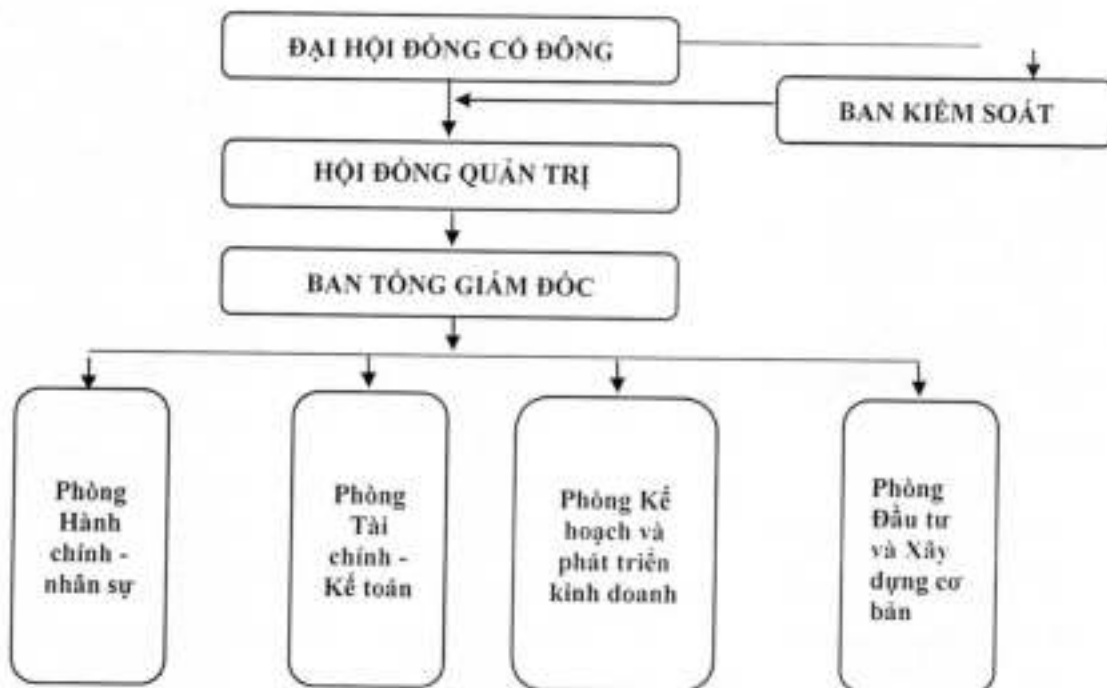 ĐẠI HỘI ĐỒNG CỔ ĐÔNG
BAN KIỂM SOÁT
HỘI ĐỒNG QUẢN TRỊ
BAN TỔNG GIÁM ĐỐC
Phòng
Hành
chính -
nhân sự
Phòng
Tài
chính -
Kế toán
Phòng Kế
hoạch và
phát triển
kinh doanh
Phòng
Đầu tư
và Xây
dựng cơ
bản